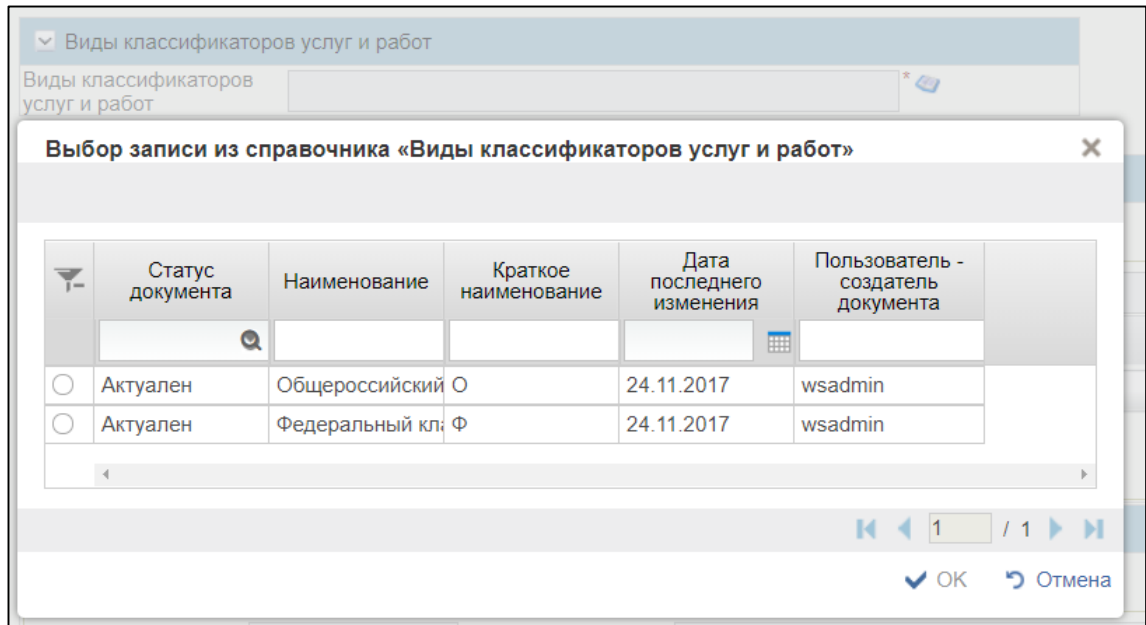 Виды классификаторов услуг и работ
Виды классификаторов
услуг и работ
*
Выбор записи из справочника «Виды классификаторов услуг и работ»
Статус документа Наименование Краткое наименование Дата последнего изменения Пользователь - создатель документа
Актуален Общероссийский О 24.11.2017 wsadmin
Актуален Федеральный кла Ф 24.11.2017 wsadmin
1 / 1
OK Отмена